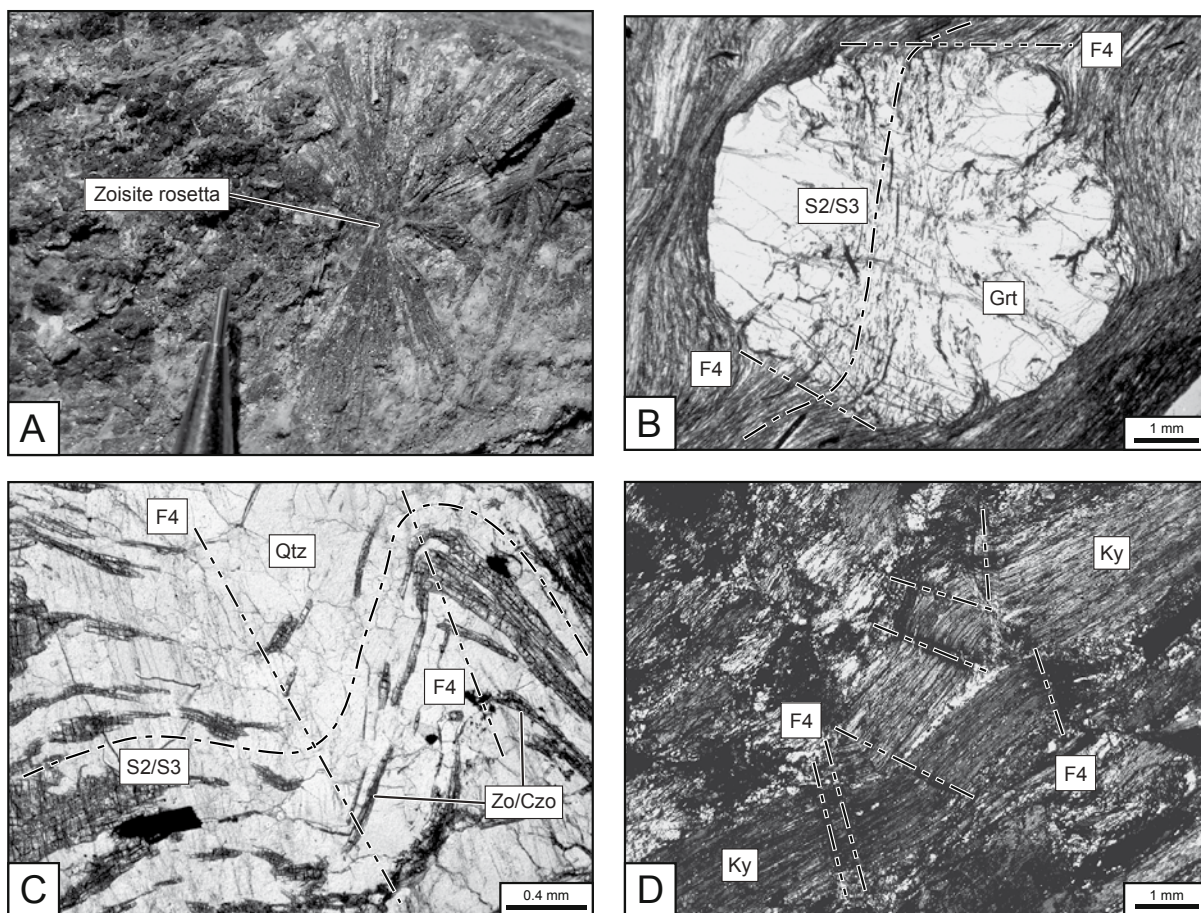 Zoisite rosetta
A
F4
S2/S3
Grt
F4
B
1 mm
F4
Qtz
F4
S2/S3
Zo/Czo
C
0.4 mm
Ky
F4
F4
Ky
D
1 mm